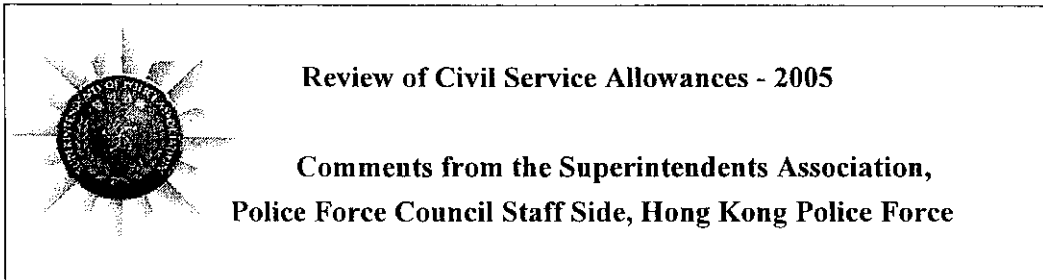 Review of Civil Service Allowances - 2005
Comments from the Superintendents Association,
Police Force Council Staff Side, Hong Kong Police Force